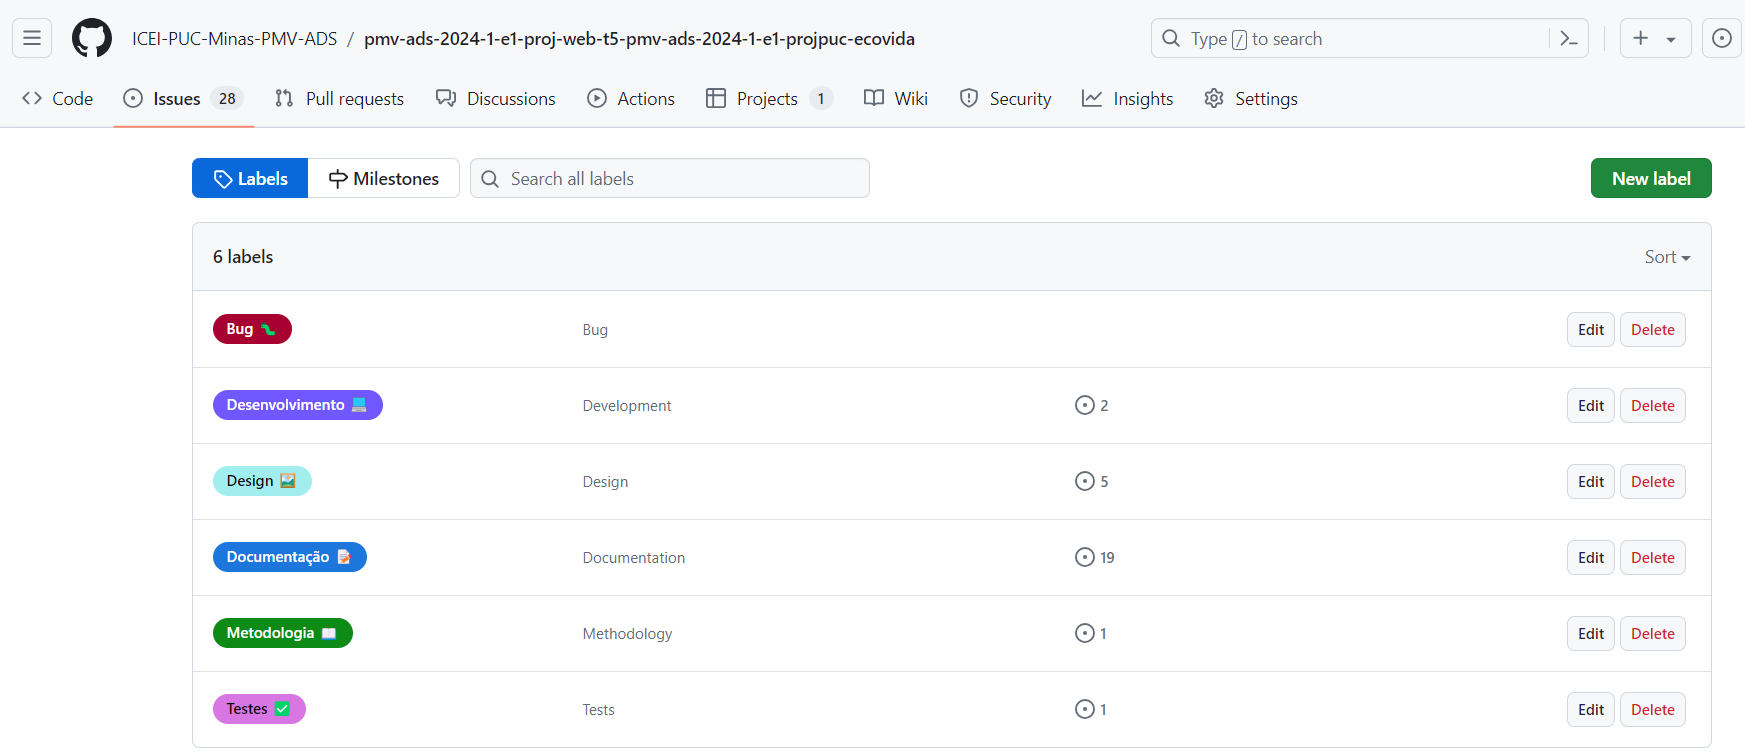 ICEI-PUC-Minas-PMV-ADS / pmv-ads-2024-1-e1-proj-web-t5-pmv-ads-2024-1-e1-projpuc-ecovida
Type / to search
Code Issues 28 Pull requests Discussions Actions Projects 1 Wiki Security Insights Settings
Labels Milestones Search all labels New label
6 labels Sort
Bug Bug Edit Delete
Desenvolvimento Development 2 Edit Delete
Design Design 5 Edit Delete
Documentação Documentation 19 Edit Delete
Metodologia Methodology 1 Edit Delete
Testes Tests 1 Edit Delete